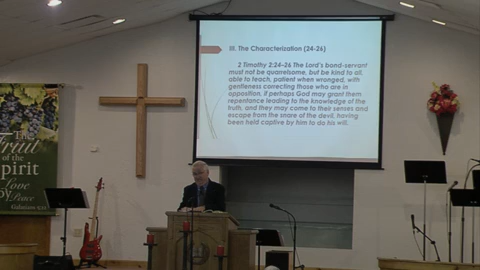 III. The Characterization (24-26)
2 Timothy 2:24-26 The Lord's bond-servant
must not be quarrelsome, but be kind to all,
able to teach, patient when wronged, with
gentleness correcting those who are in
opposition, if perhaps God may grant them
repentance leading to the knowledge of the
truth, and they may come to their senses and
escape from the snare of the devil, having
been held captive by him to do his will.
The
Fruit
of the
Spirit
Love
Joy
Peace